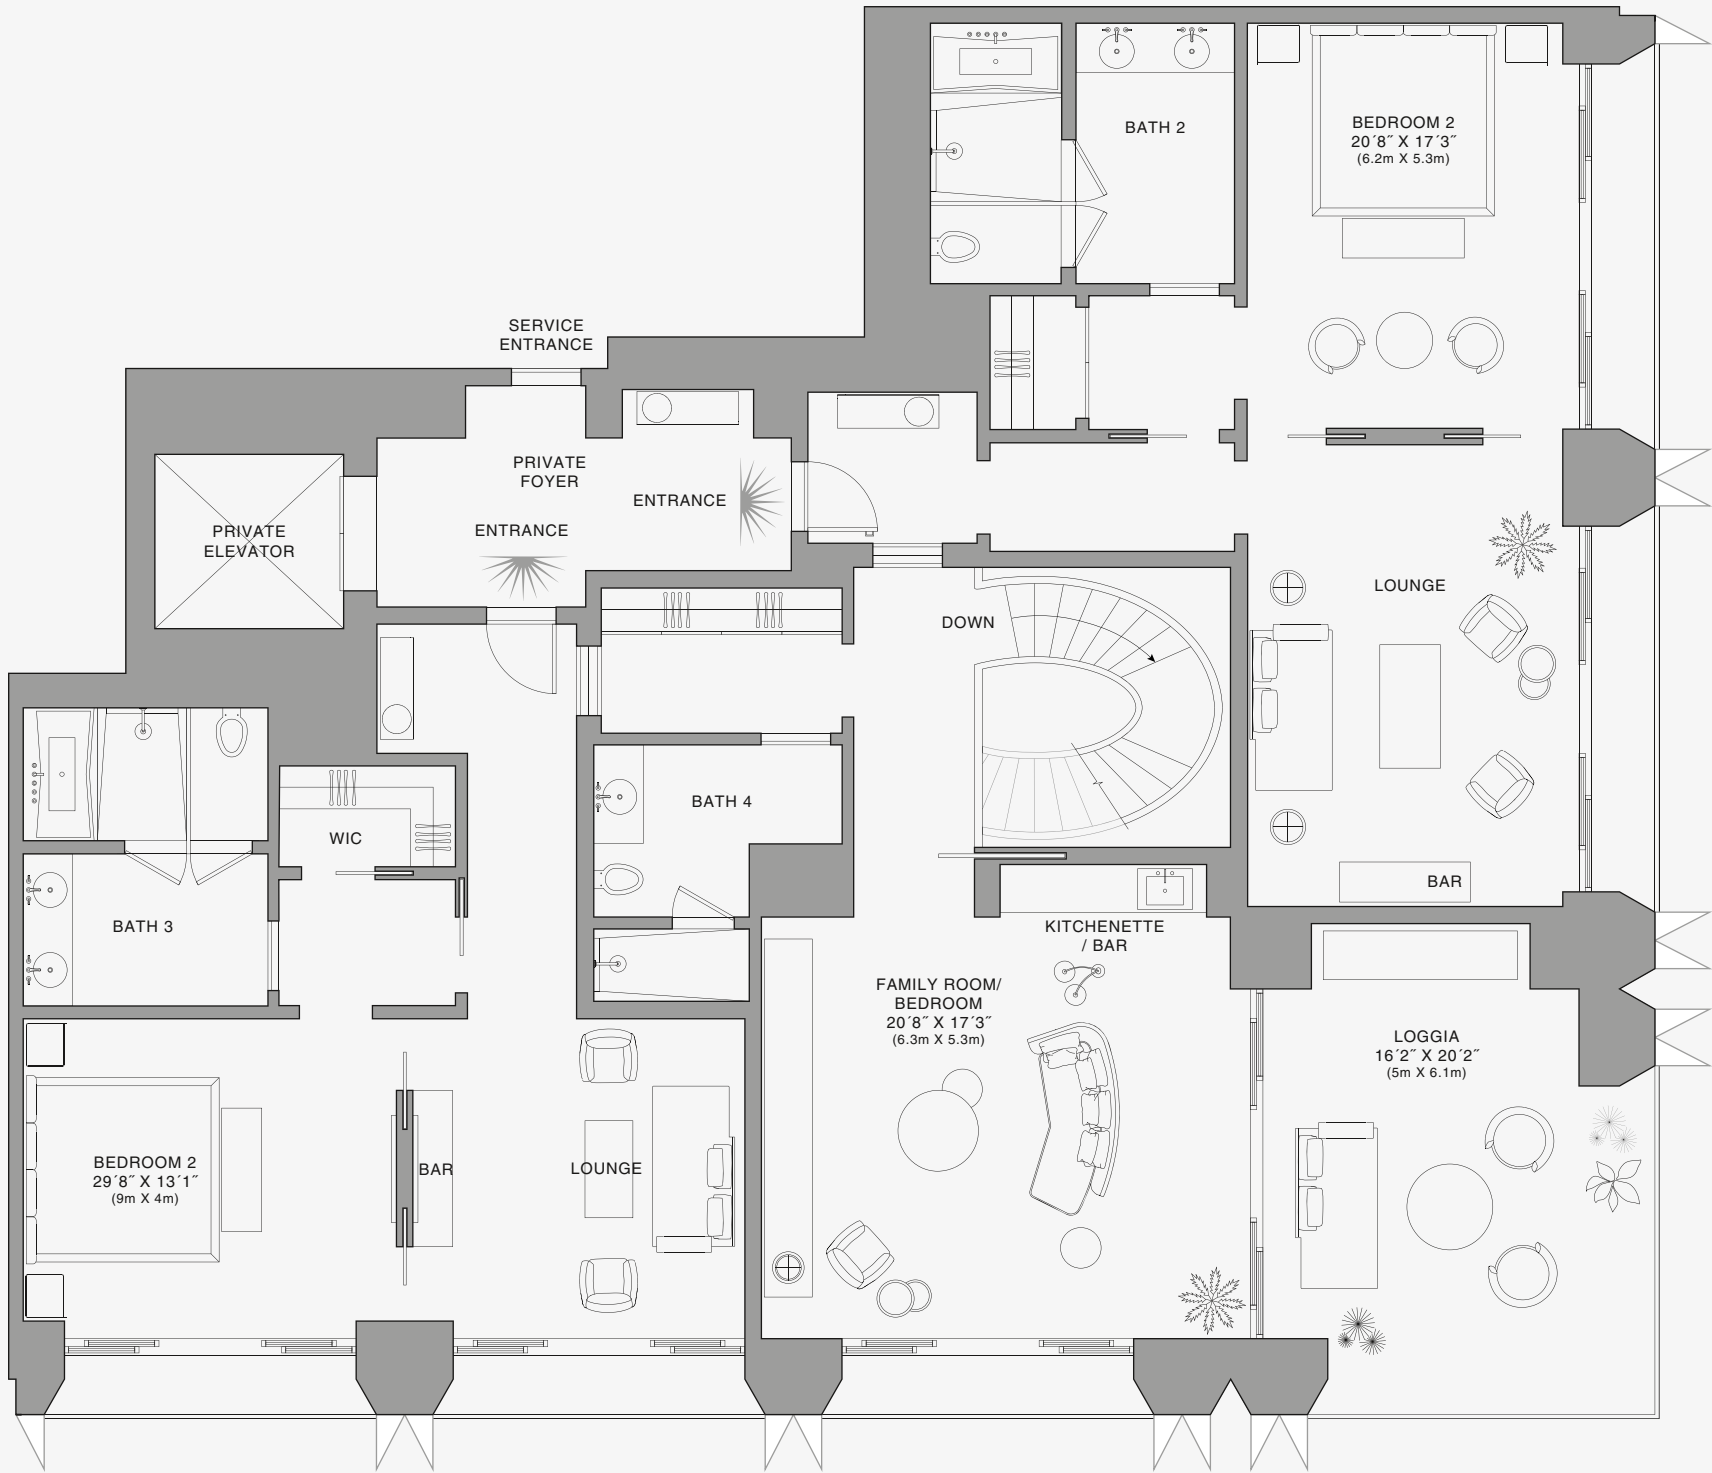 BATH 2
BEDROOM 2
20´8˝ X 17´3˝
(6.2m X 5.3m)
SERVICE
ENTRANCE
PRIVATE
FOYER
ENTRANCE
ENTRANCE
PRIVATE
ELEVATOR
LOUNGE
DOWN
BATH 4
WIC
BAR
BATH 3
KITCHENETTE
/ BAR
FAMILY ROOM/
BEDROOM
20´8˝ X 17´3˝
(6.3m X 5.3m)
LOGGIA
16´2˝ X 20´2˝
(5m X 6.1m)
BEDROOM 2
29´8˝ X 13´1˝
(9m X 4m)
BAR
LOUNGE